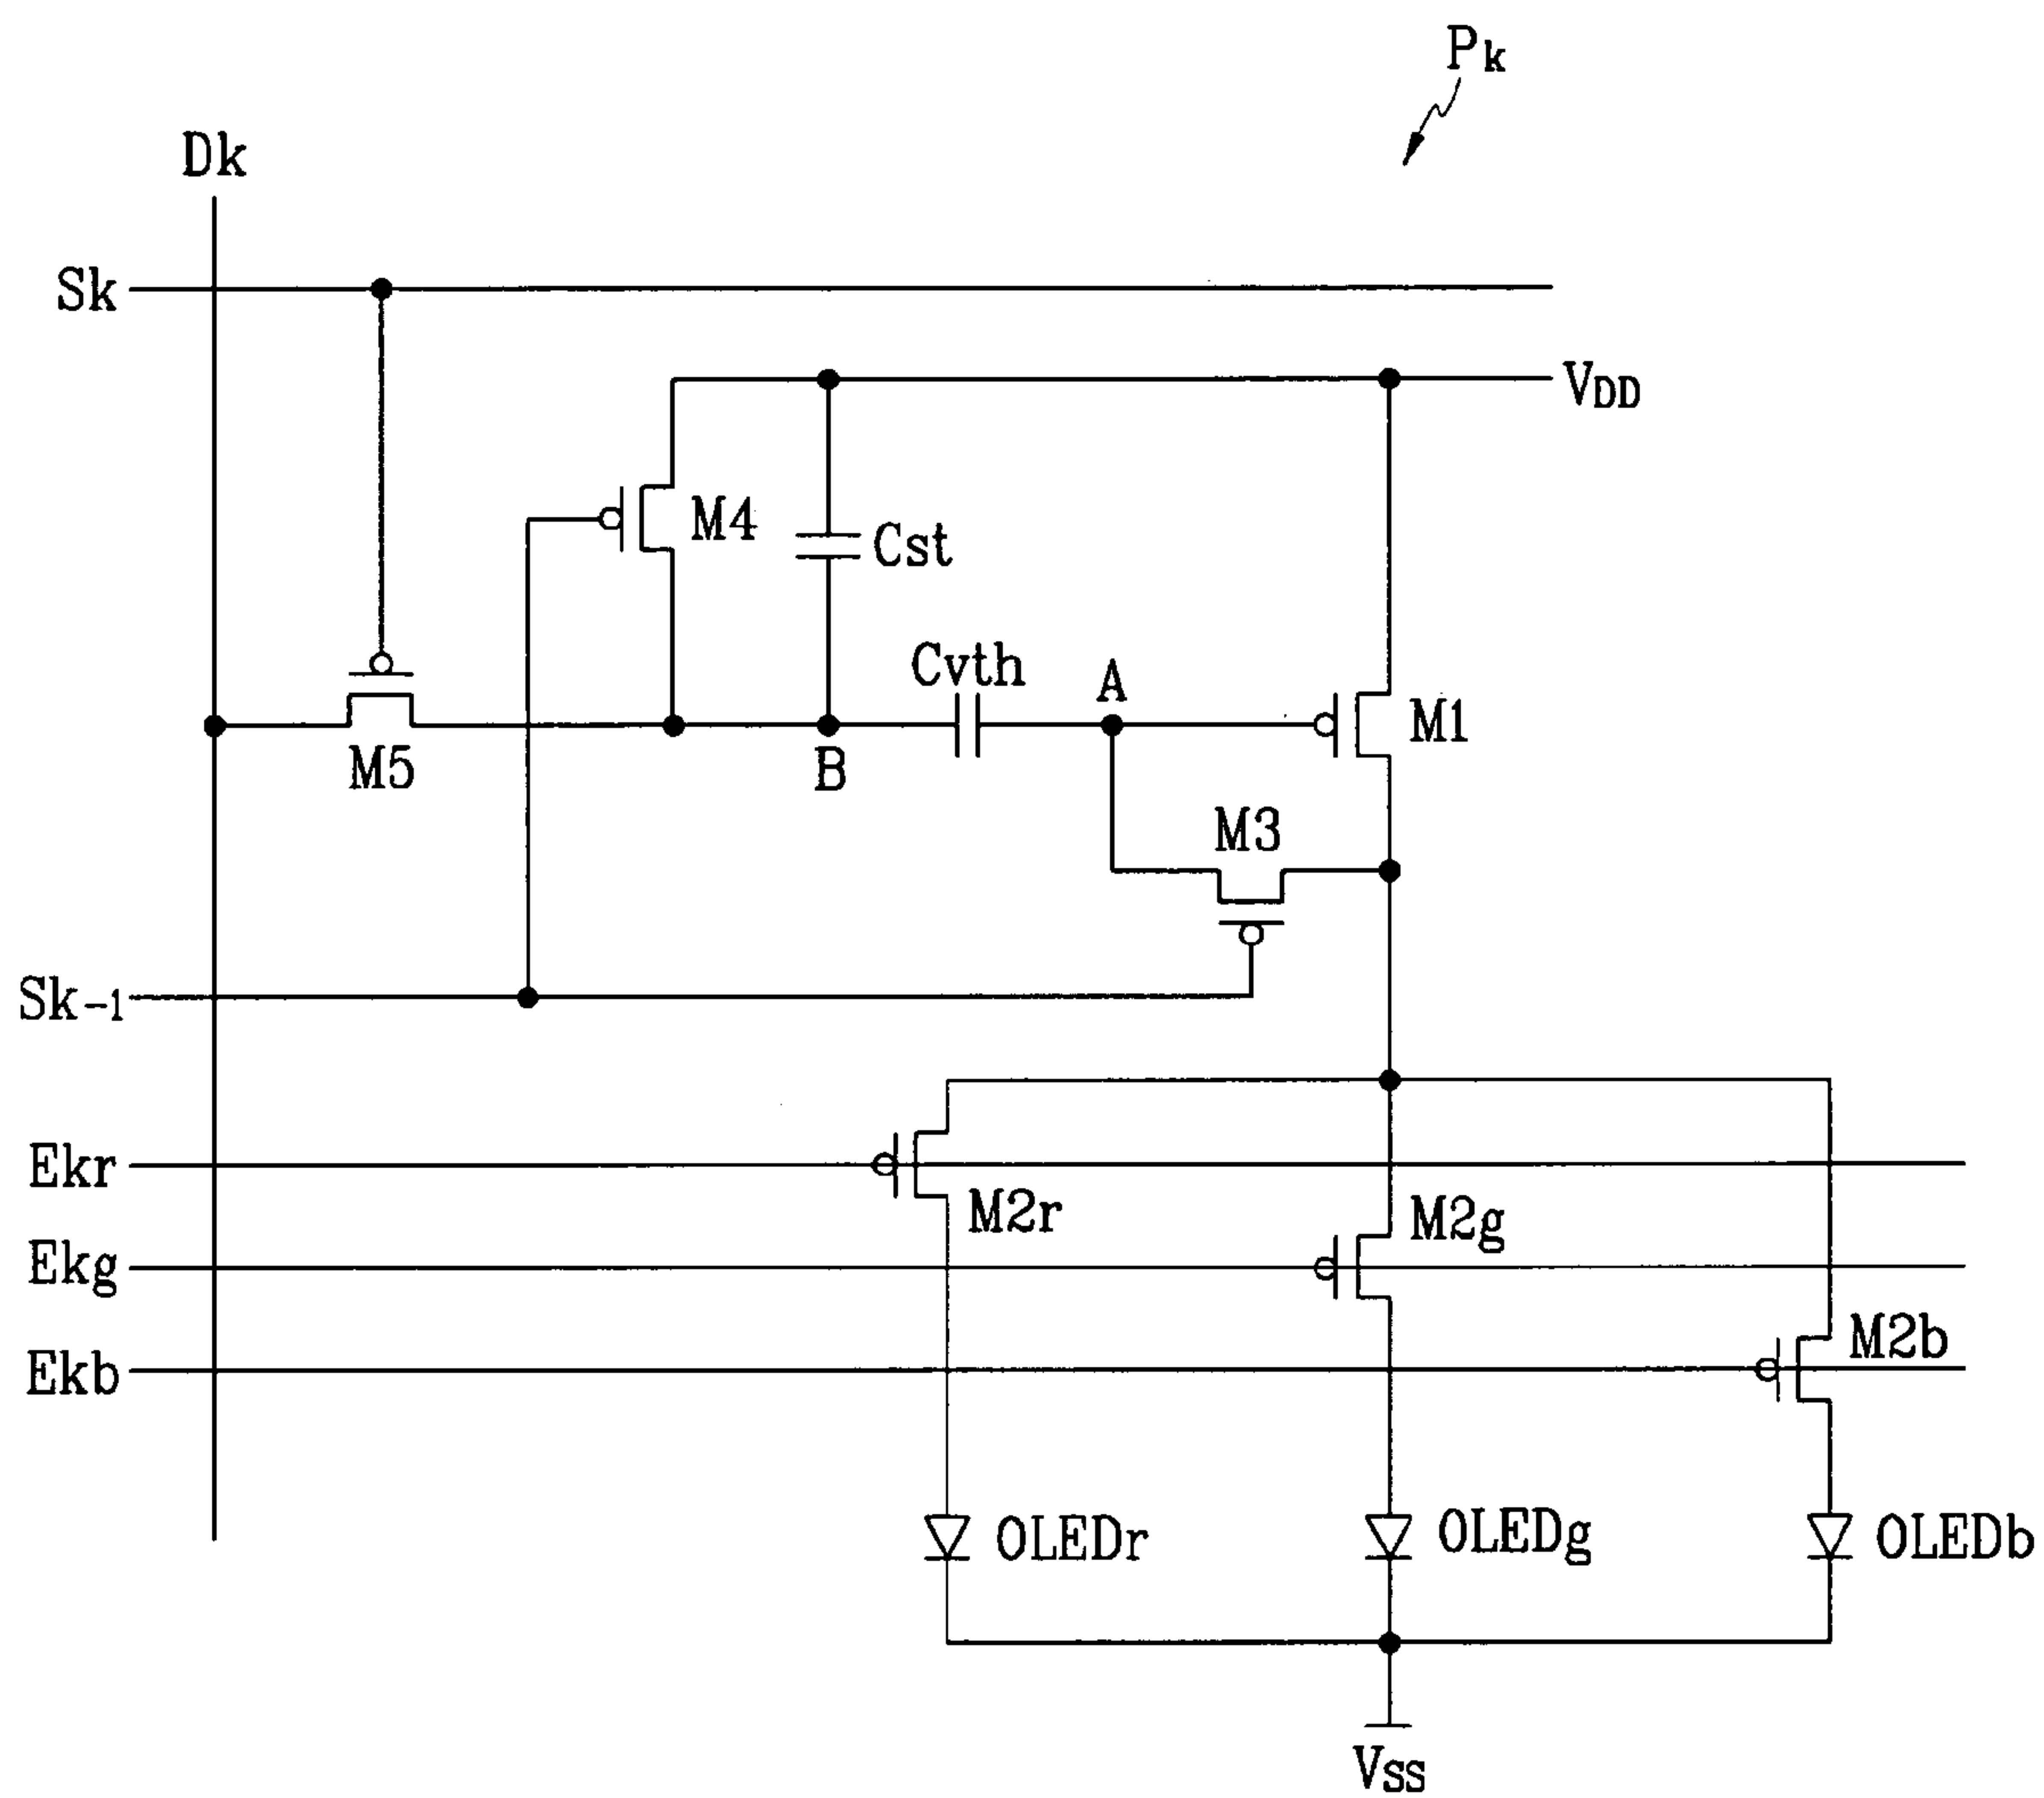 Pk
Dk
Sk
VDD
M4
Cst
Cvth
A
M1
M5
B
M3
Sk-1
Ekr
M2r
M2g
Ekg
M2b
Ekb
OLEDr
OLEDg
OLEDb
VSS